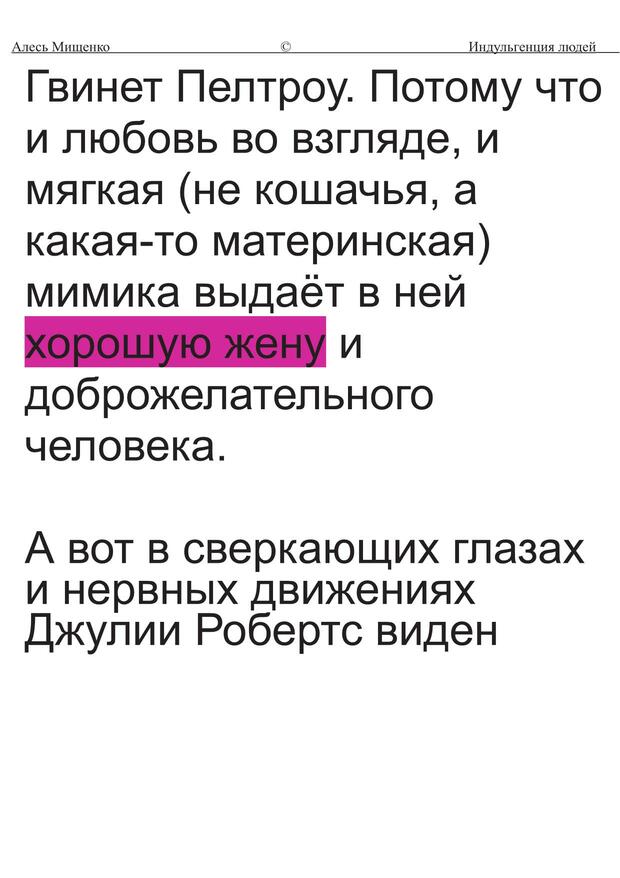 Алесь Мищенко © Индульгенция людей
Гвинет Пелтроу. Потому что
и любовь во взгляде, и
мягкая (не кошачья, а
какая-то материнская)
мимика выдаёт в ней
хорошую жену и
доброжелательного
человека.
А вот в сверкающих глазах
и нервных движениях
Джулии Робертс виден